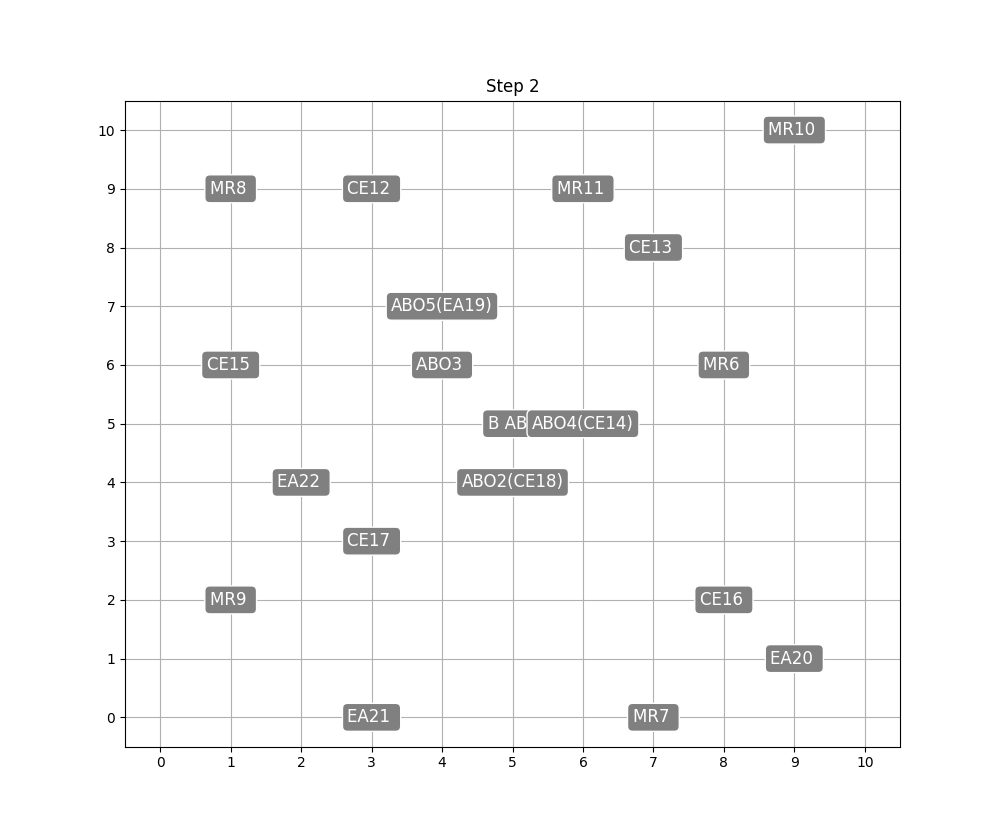 Step 2
10 MR10
9 MR8 CE12 MR11
8 CE13
7 ABO5(EA19)
6 CE15 ABO3 MR6
5 B AB ABO4(CE14)
4 EA22 ABO2(CE18)
3 CE17
2 MR9 CE16
1 EA20
0 EA21 MR7
0 1 2 3 4 5 6 7 8 9 10